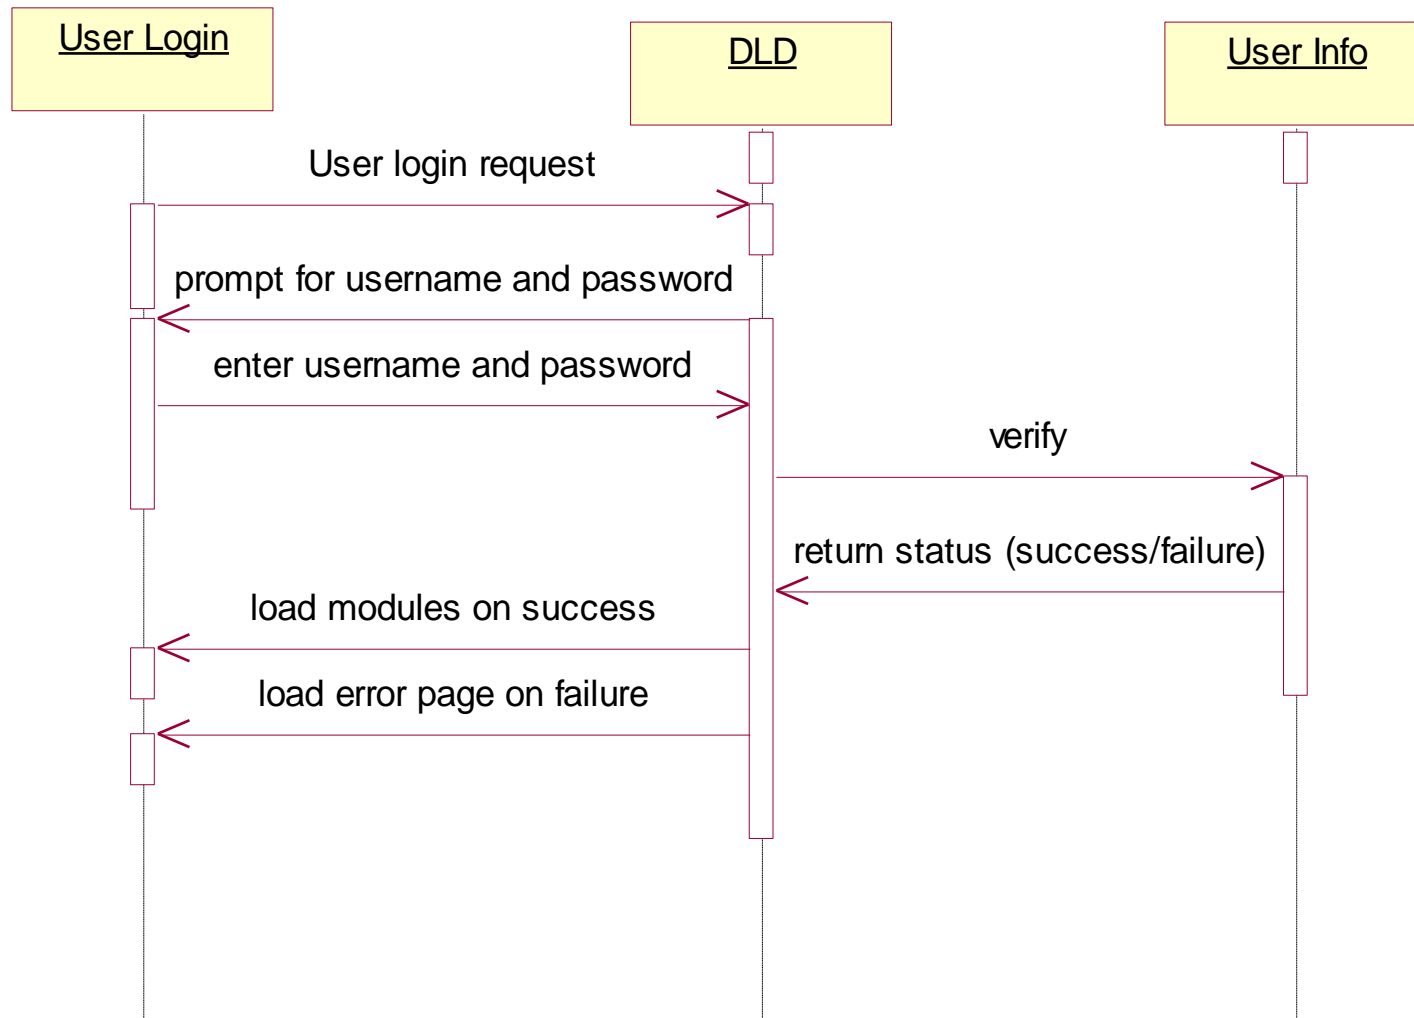 User Login
DLD
User Info
User login request
prompt for username and password
enter username and password
verify
return status (success/failure)
load modules on success
load error page on failure